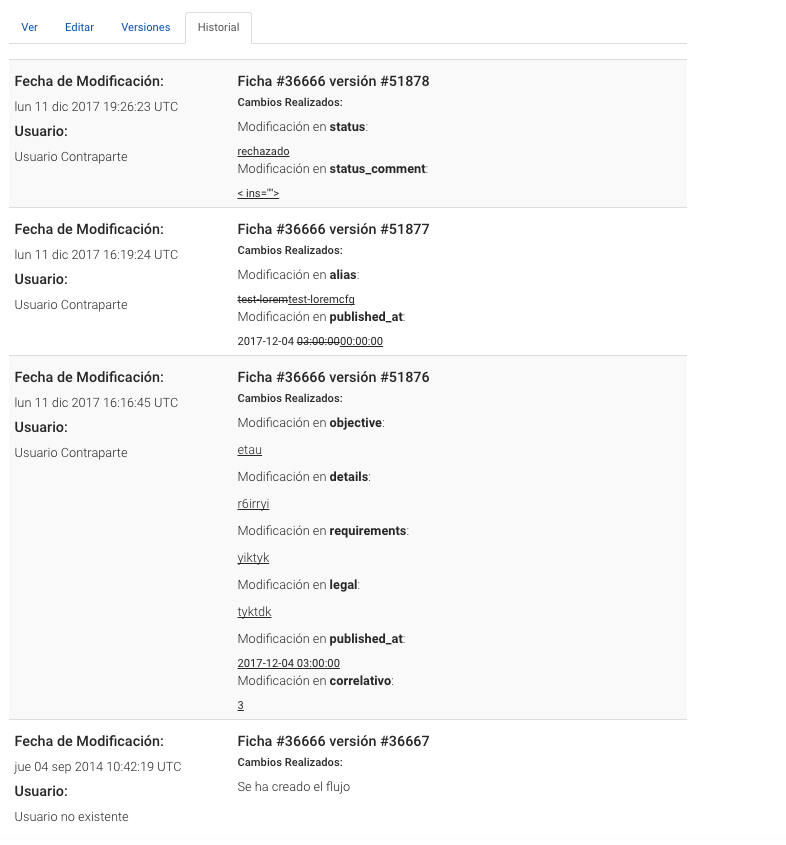 Ver Editar Versiones Historial
Fecha de Modificación:
lun 11 dic 2017 19:26:23 UTC
Usuario:
Usuario Contraparte
Ficha #36666 versión #51878
Cambios Realizados:
Modificación en status:
rechazado
Modificación en status_comment:
< ins="">
Fecha de Modificación:
lun 11 dic 2017 16:19:24 UTC
Usuario:
Usuario Contraparte
Ficha #36666 versión #51877
Cambios Realizados:
Modificación en alias:
test-loremtest-loremcfg
Modificación en published_at:
2017-12-04 03:00:0000:00:00
Fecha de Modificación:
lun 11 dic 2017 16:16:45 UTC
Usuario:
Usuario Contraparte
Ficha #36666 versión #51876
Cambios Realizados:
Modificación en objective:
etau
Modificación en details:
r6irryi
Modificación en requirements:
yiktyk
Modificación en legal:
tyktdk
Modificación en published_at:
2017-12-04 03:00:00
Modificación en correlativo:
3
Fecha de Modificación:
jue 04 sep 2014 10:42:19 UTC
Usuario:
Usuario no existente
Ficha #36666 versión #36667
Cambios Realizados:
Se ha creado el flujo